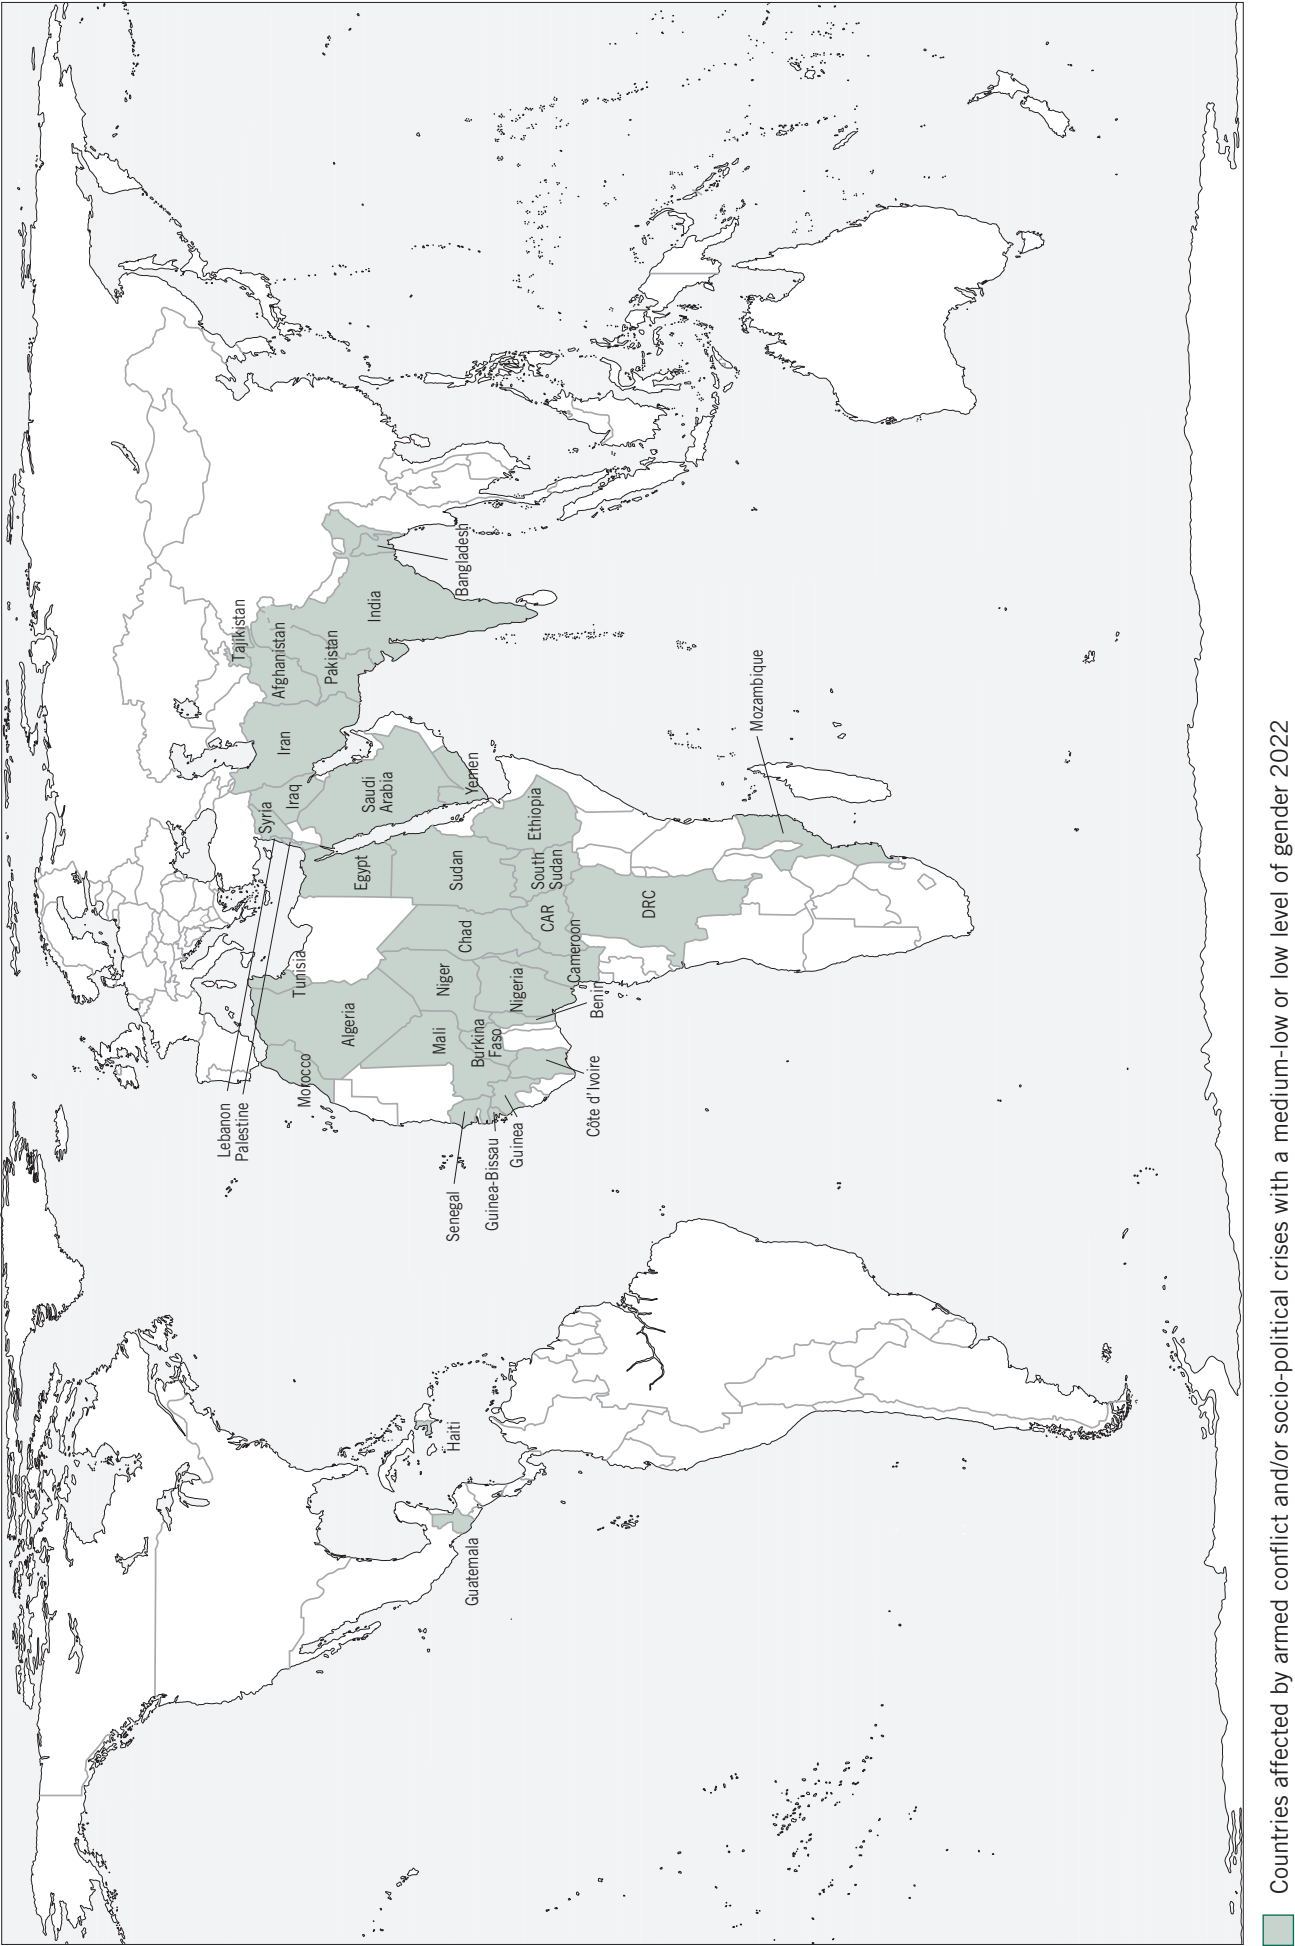 Lebanon
Palestine
Syria
Tajikistan
Iraq
Iran
Afghanistan
Morocco
Tunisia
Algeria
Egypt
Saudi
Arabia
Pakistan
India
Bangladesh
Haiti
Guatemala
Senegal
Mali
Niger
Chad
Sudan
Yemen
Guinea-Bissau
Guinea
Burkina
Faso
Nigeria
CAR
South
Sudan
Ethiopia
Côte d'Ivoire
Benin
Cameroon
DRC
Mozambique
Countries affected by armed conflict and/or socio-political crises with a medium-low or low level of gender 2022